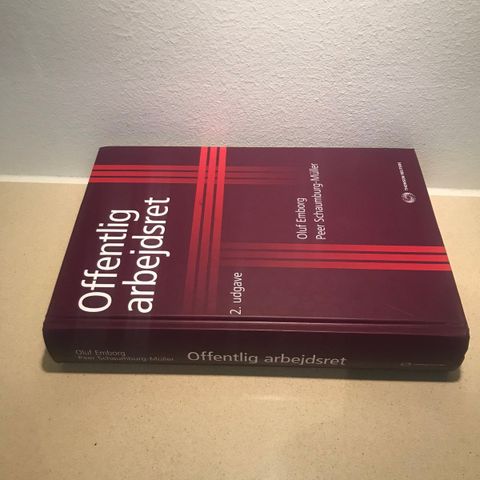 Offentlig
arbejdsret
2. udgave
Oluf Emborg
Peer Schaumburg-Müller
Oluf Emborg
Peer Schaumburg-Müller
Offentlig arbejdsret